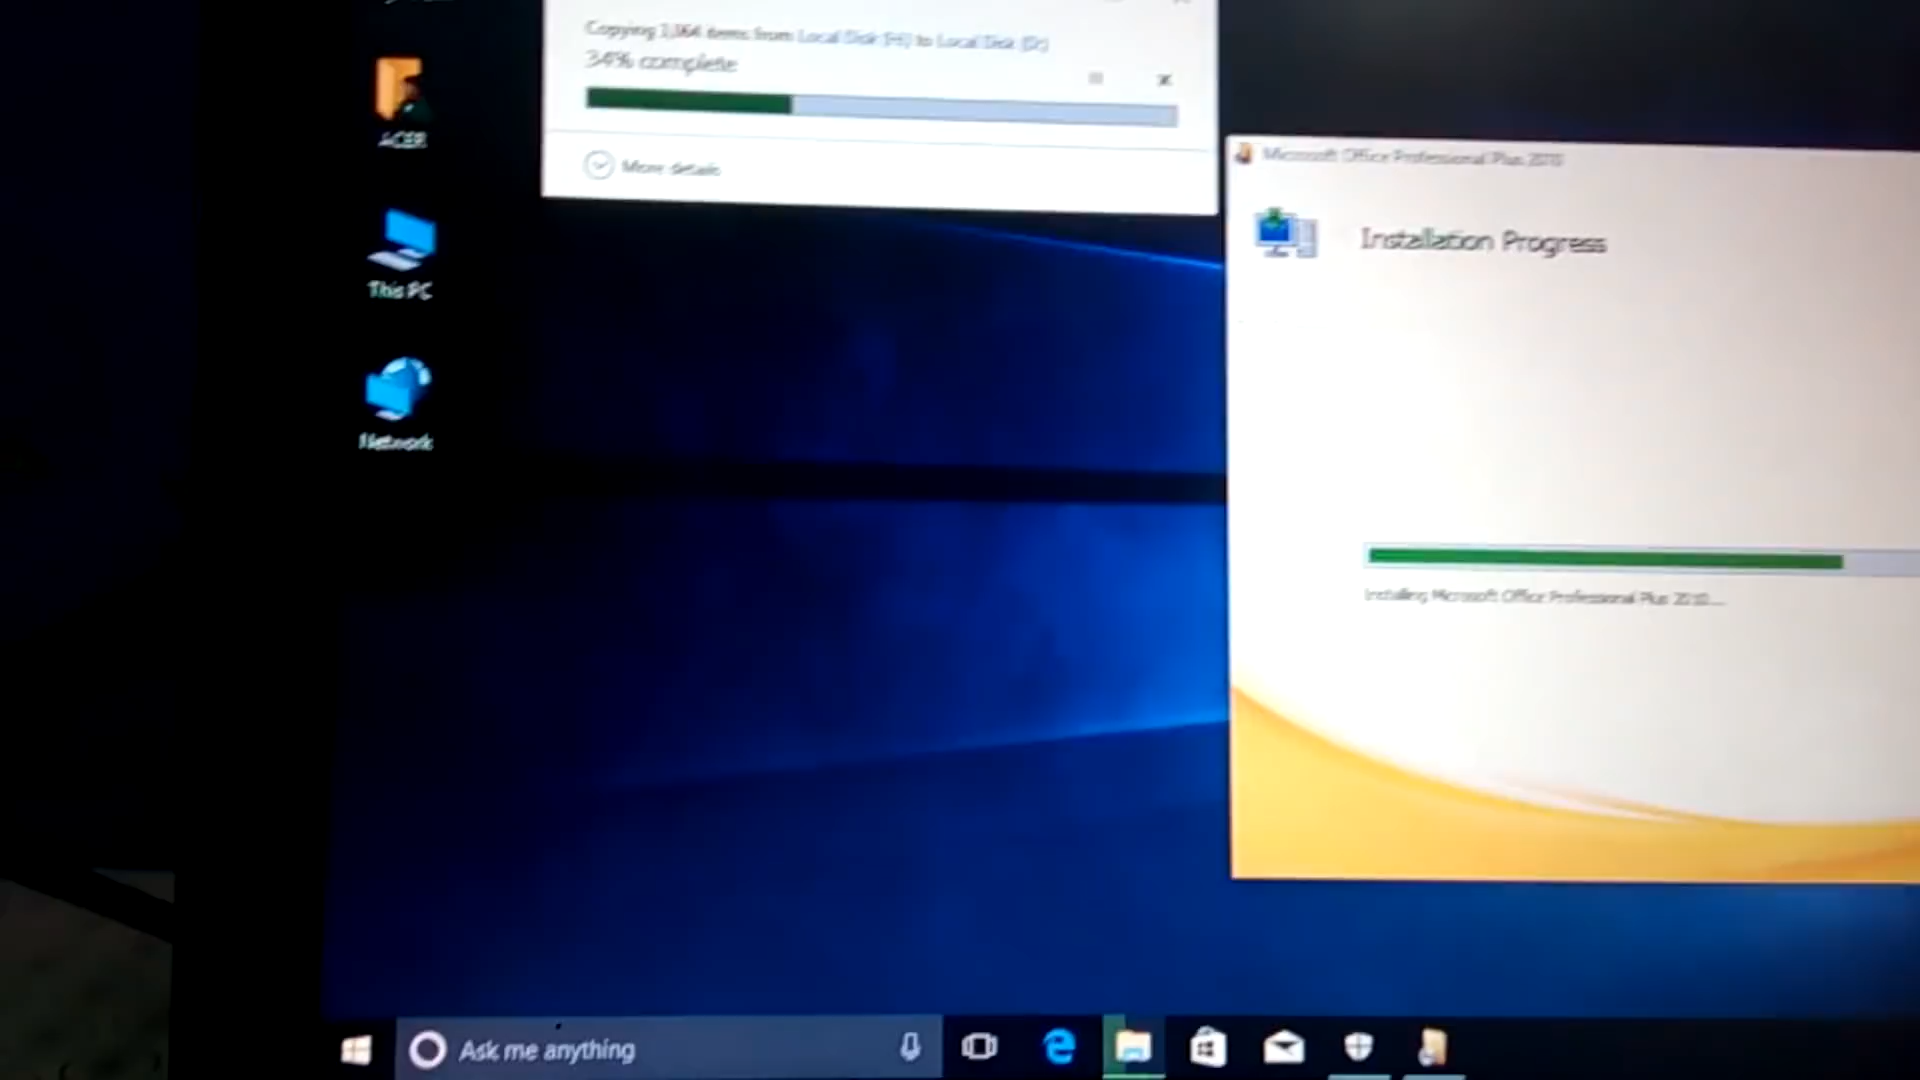 Copying 1,064 items from Local Disk (H:) to Local Disk (D:)
34% complete
More details
ACER
This PC
Network
Microsoft Office Professional Plus 2010
Installation Progress
Installing Microsoft Office Professional Plus 2010...
Ask me anything